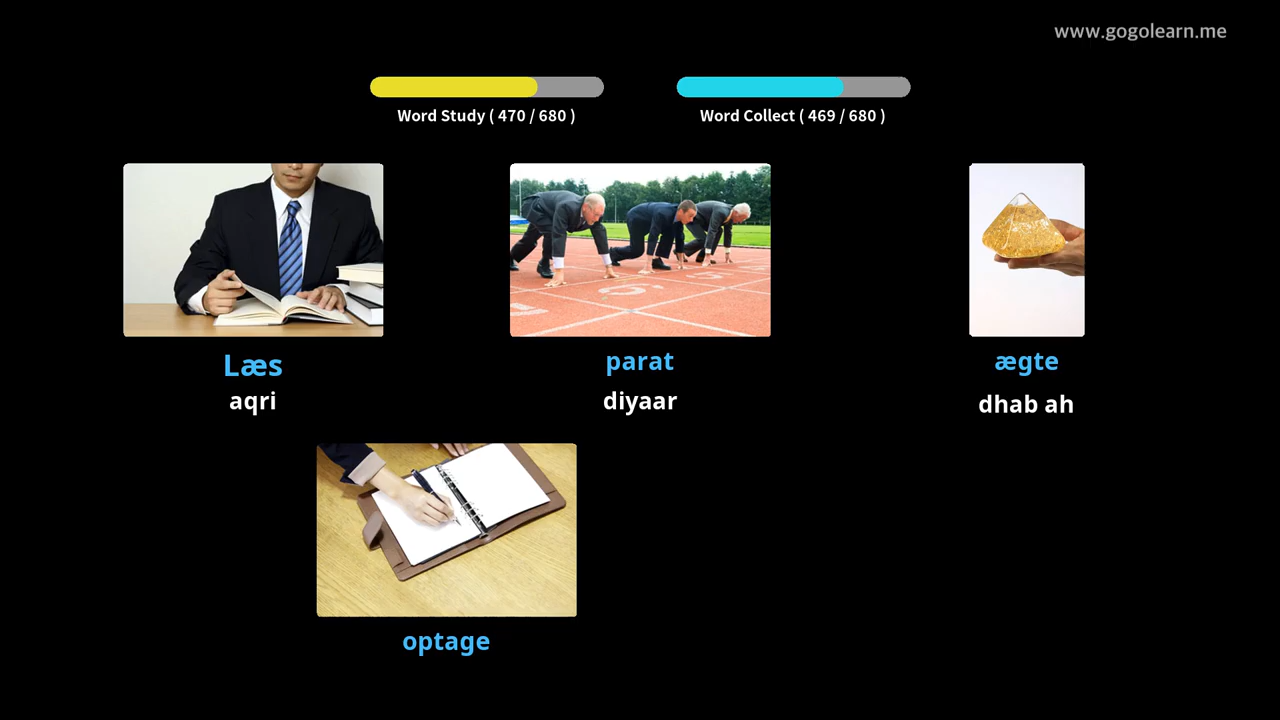 www.gogolearn.me
Word Study ( 470 / 680 )
Word Collect ( 469 / 680 )
Læs
aqri
parat
diyaar
ægte
dhab ah
optage